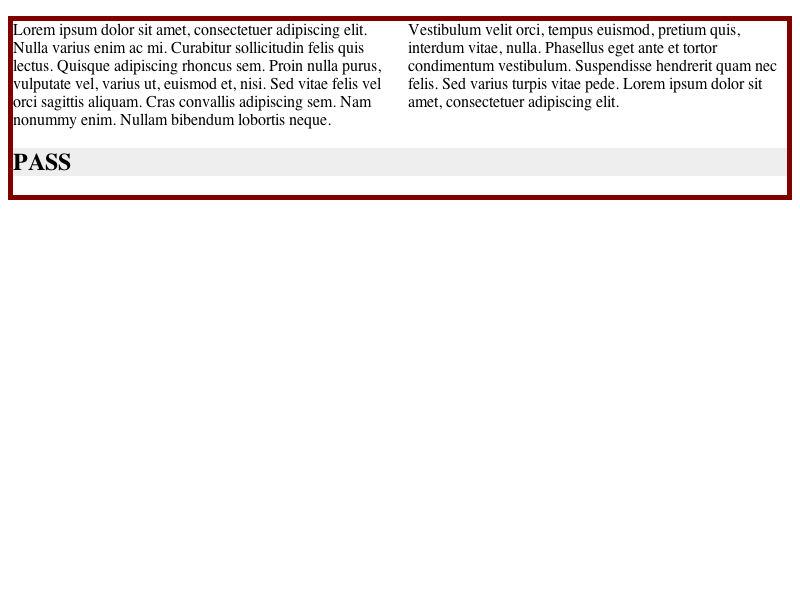 Lorem ipsum dolor sit amet, consectetuer adipiscing elit.
Nulla varius enim ac mi. Curabitur sollicitudin felis quis
lectus. Quisque adipiscing rhoncus sem. Proin nulla purus,
vulputate vel, varius ut, euismod et, nisi. Sed vitae felis vel
orci sagittis aliquam. Cras convallis adipiscing sem. Nam
nonummy enim. Nullam bibendum lobortis neque.
Vestibulum velit orci, tempus euismod, pretium quis,
interdum vitae, nulla. Phasellus eget ante et tortor
condimentum vestibulum. Suspendisse hendrerit quam nec
felis. Sed varius turpis vitae pede. Lorem ipsum dolor sit
amet, consectetuer adipiscing elit.
PASS